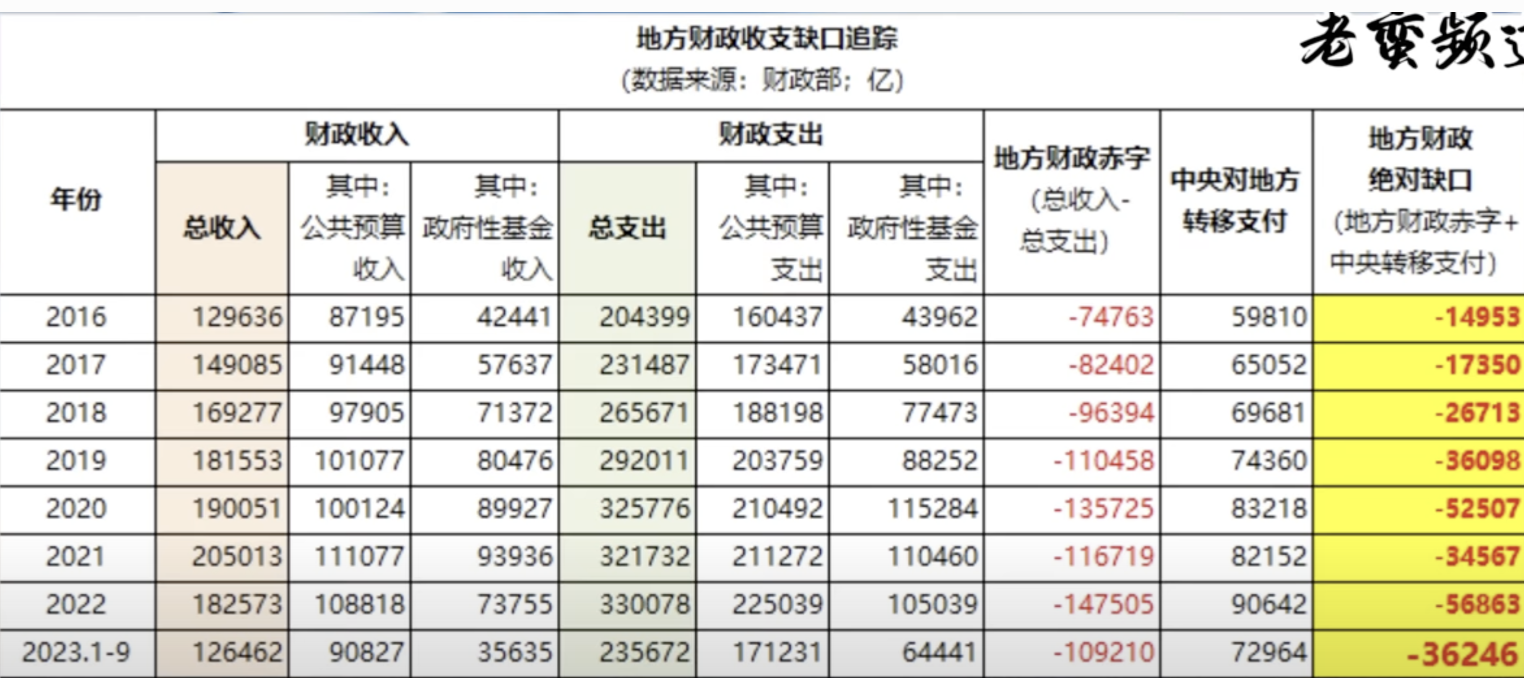 老蛮频道
地方财政收支缺口追踪
(数据来源：财政部；亿)
年份 财政收入 财政支出 地方财政赤字 (总收入-总支出) 中央对地方转移支付 地方财政绝对缺口 (地方财政赤字+中央转移支付)
总收入 其中：公共预算收入 其中：政府性基金收入 总支出 其中：公共预算支出 其中：政府性基金支出
2016 129636 87195 42441 204399 160437 43962 -74763 59810 -14953
2017 149085 91448 57637 231487 173471 58016 -82402 65052 -17350
2018 169277 97905 71372 265671 188198 77473 -96394 69681 -26713
2019 181553 101077 80476 292011 203759 88252 -110458 74360 -36098
2020 190051 100124 89927 325776 210492 115284 -135725 83218 -52507
2021 205013 111077 93936 321732 211272 110460 -116719 82152 -34567
2022 182573 108818 73755 330078 225039 105039 -147505 90642 -56863
2023.1-9 126462 90827 35635 235672 171231 64441 -109210 72964 -36246